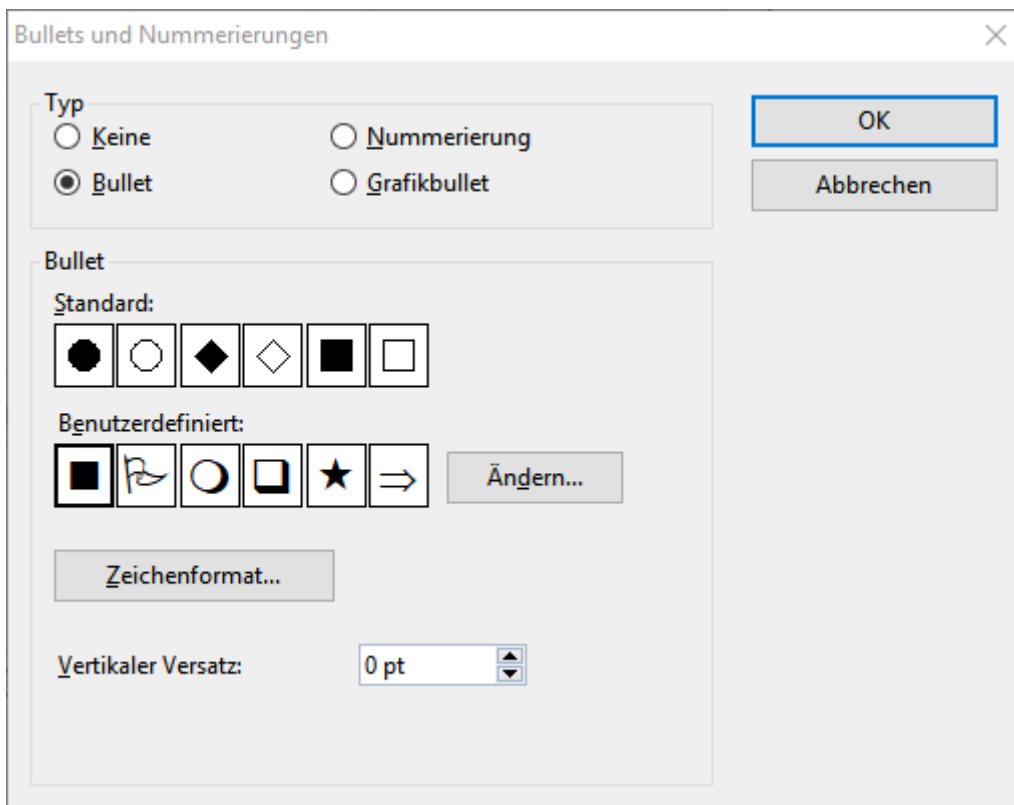 Bullets und Nummerierungen
Typ
Keine
Nummerierung
OK
Bullet
Grafikbullet
Abbrechen
Bullet
Standard:
Benutzerdefiniert:
Ändern...
Zeichenformat...
Vertikaler Versatz:
0 pt